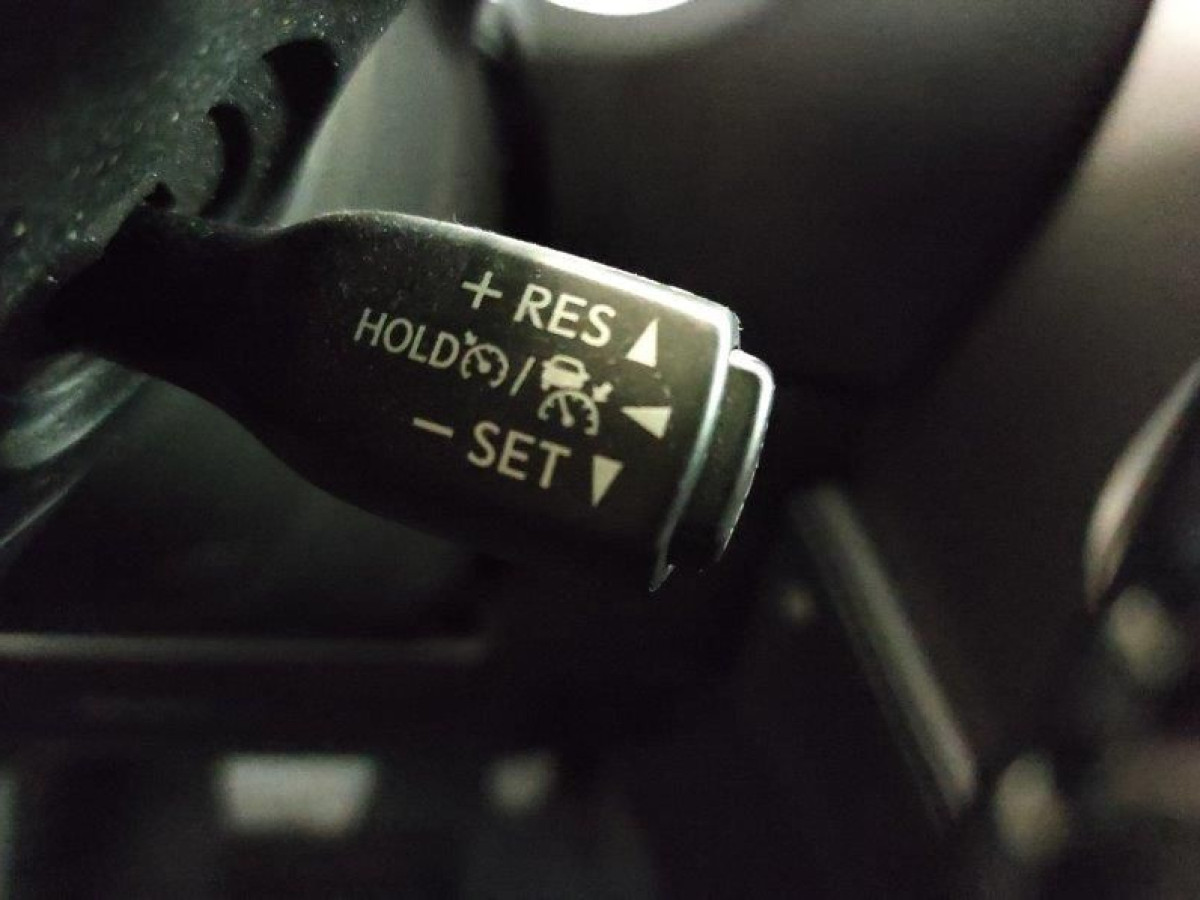 + RES ▲
HOLD / ◀
− SET ▼